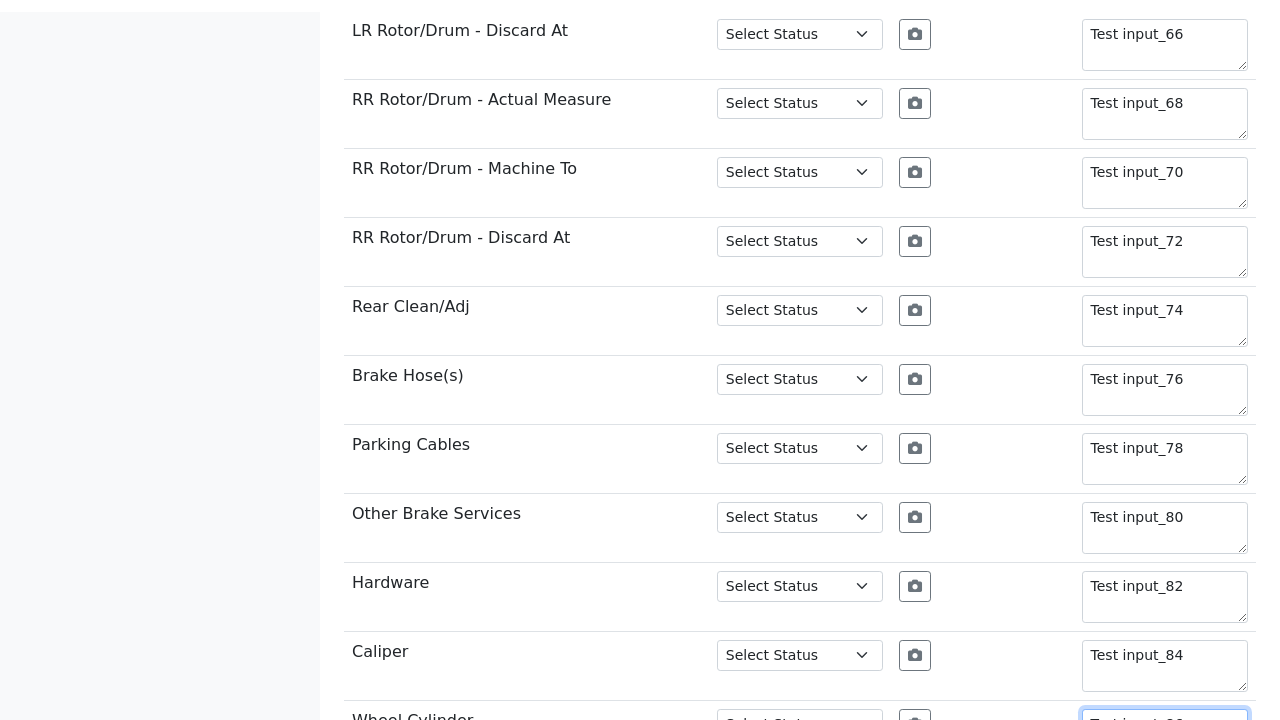 LR Rotor/Drum - Discard At Select Status Test input_66
RR Rotor/Drum - Actual Measure Select Status Test input_68
RR Rotor/Drum - Machine To Select Status Test input_70
RR Rotor/Drum - Discard At Select Status Test input_72
Rear Clean/Adj Select Status Test input_74
Brake Hose(s) Select Status Test input_76
Parking Cables Select Status Test input_78
Other Brake Services Select Status Test input_80
Hardware Select Status Test input_82
Caliper Select Status Test input_84
Wheel Cylinder